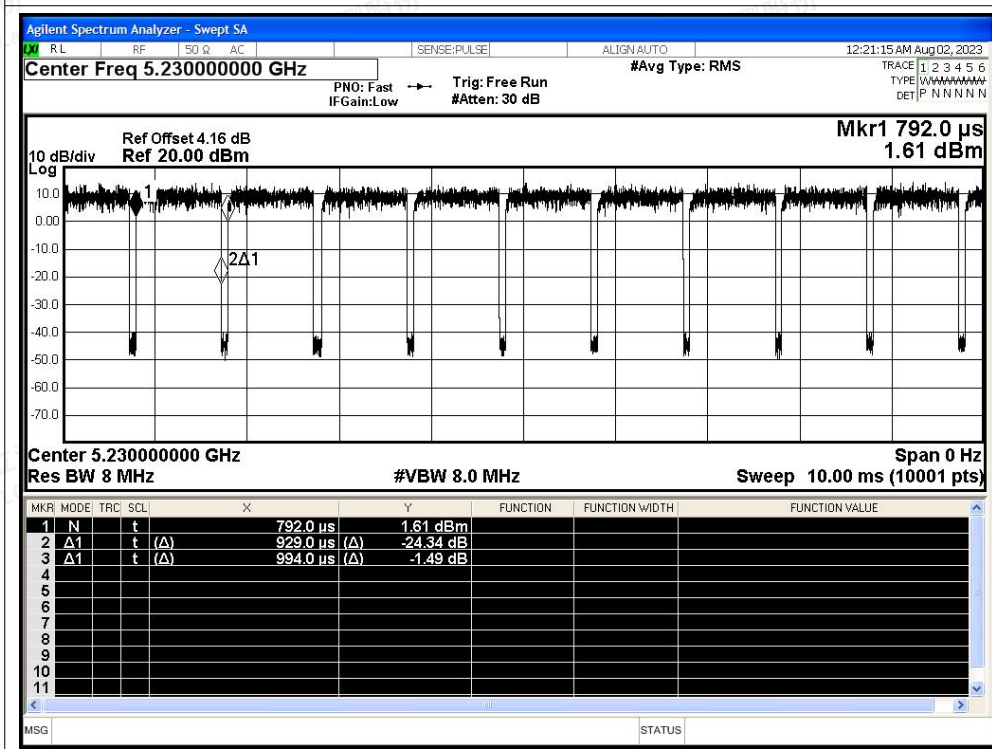 Agilent Spectrum Analyzer - Swept SA
LXI RL RF 50 Ω AC SENSE:PULSE ALIGN AUTO 12:21:15 AM Aug 02, 2023
Center Freq 5.230000000 GHz #Avg Type: RMS TRACE 1 2 3 4 5 6
PNO: Fast Trig: Free Run TYPE WWWWWW
IFGain:Low #Atten: 30 dB DET P N N N N N
Mkr1 792.0 µs
Ref Offset 4.16 dB
10 dB/div Ref 20.00 dBm 1.61 dBm
Log
10.0
0.00
-10.0
-20.0
-30.0
-40.0
-50.0
-60.0
-70.0
1
2Δ1
Center 5.230000000 GHz Span 0 Hz
Res BW 8 MHz #VBW 8.0 MHz Sweep 10.00 ms (10001 pts)
MKR MODE TRC SCL X Y FUNCTION FUNCTION WIDTH FUNCTION VALUE
1 N t 792.0 µs 1.61 dBm
2 Δ1 t (Δ) 929.0 µs (Δ) -24.34 dB
3 Δ1 t (Δ) 994.0 µs (Δ) -1.49 dB
4
5
6
7
8
9
10
11
MSG STATUS